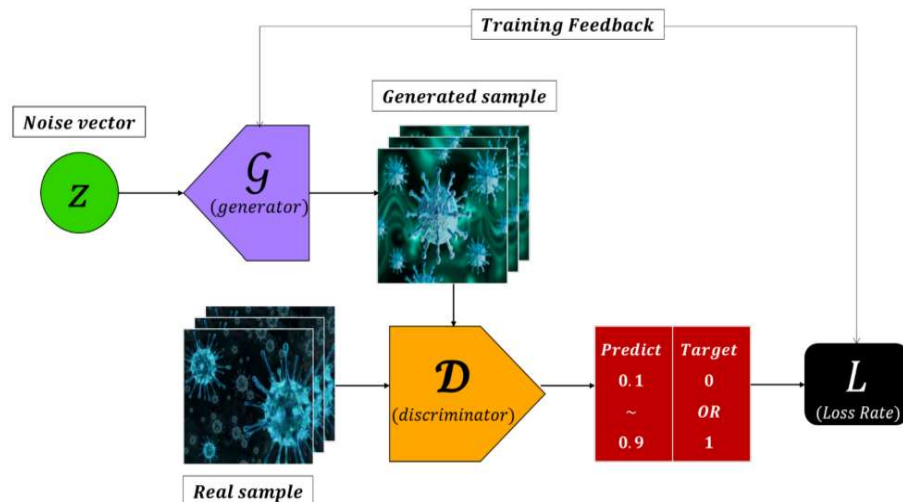 Training Feedback
Generated sample
Noise vector
z
𝒢
(generator)
𝒟
(discriminator)
Predict Target
0.1 0
~ OR
0.9 1
L
(Loss Rate)
Real sample